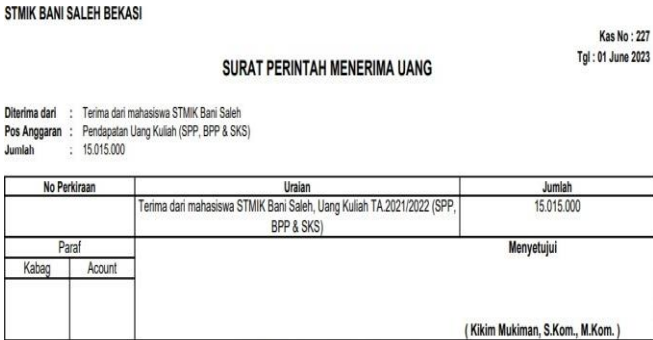 STMIK BANI SALEH BEKASI
Kas No : 227
Tgl : 01 June 2023
SURAT PERINTAH MENERIMA UANG
Diterima dari : Terima dari mahasiswa STMIK Bani Saleh
Pos Anggaran : Pendapatan Uang Kuliah (SPP, BPP & SKS)
Jumlah : 15.015.000
No Perkiraan Uraian Jumlah
Terima dari mahasiswa STMIK Bani Saleh, Uang Kuliah TA.2021/2022 (SPP, 15.015.000
BPP & SKS)
Paraf Menyetujui
Kabag Acount
( Kikim Mukiman, S.Kom., M.Kom. )